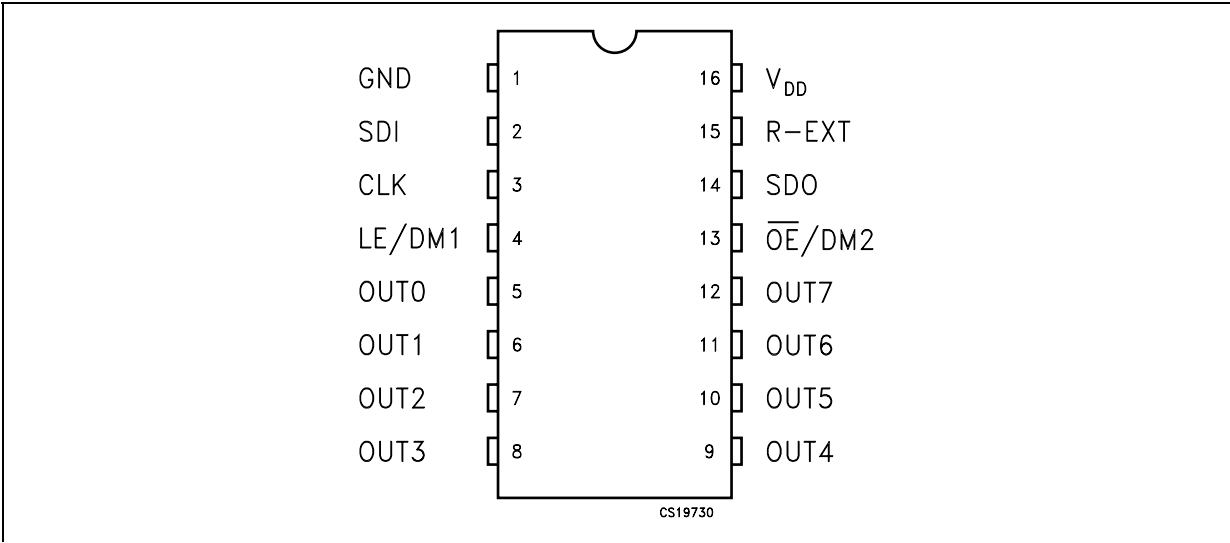 GND 1 16 VDD
SDI 2 15 R-EXT
CLK 3 14 SDO
LE/DM1 4 13 O̅E̅/DM2
OUT0 5 12 OUT7
OUT1 6 11 OUT6
OUT2 7 10 OUT5
OUT3 8 9 OUT4
CS19730